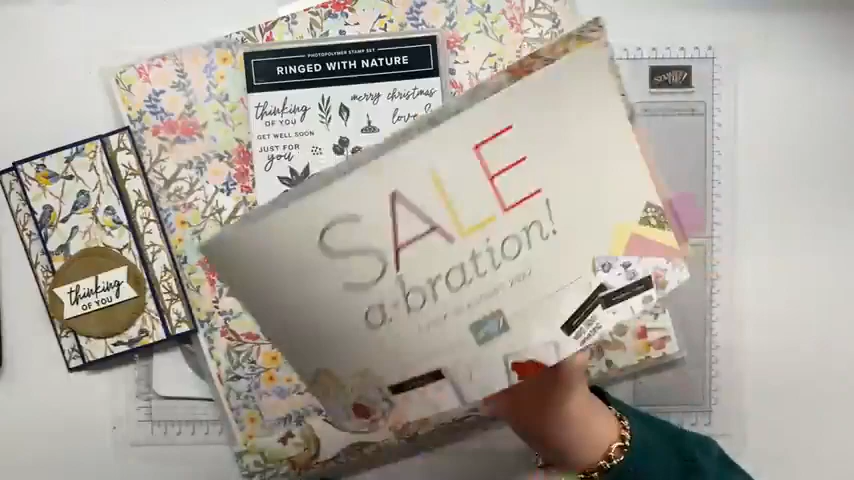 PHOTOPOLYMER STAMP SET
RINGED WITH NATURE
thinking
OF YOU
merry christmas
love &
GET WELL SOON
JUST FOR
you
SALE
a·bration!
thinking
OF YOU